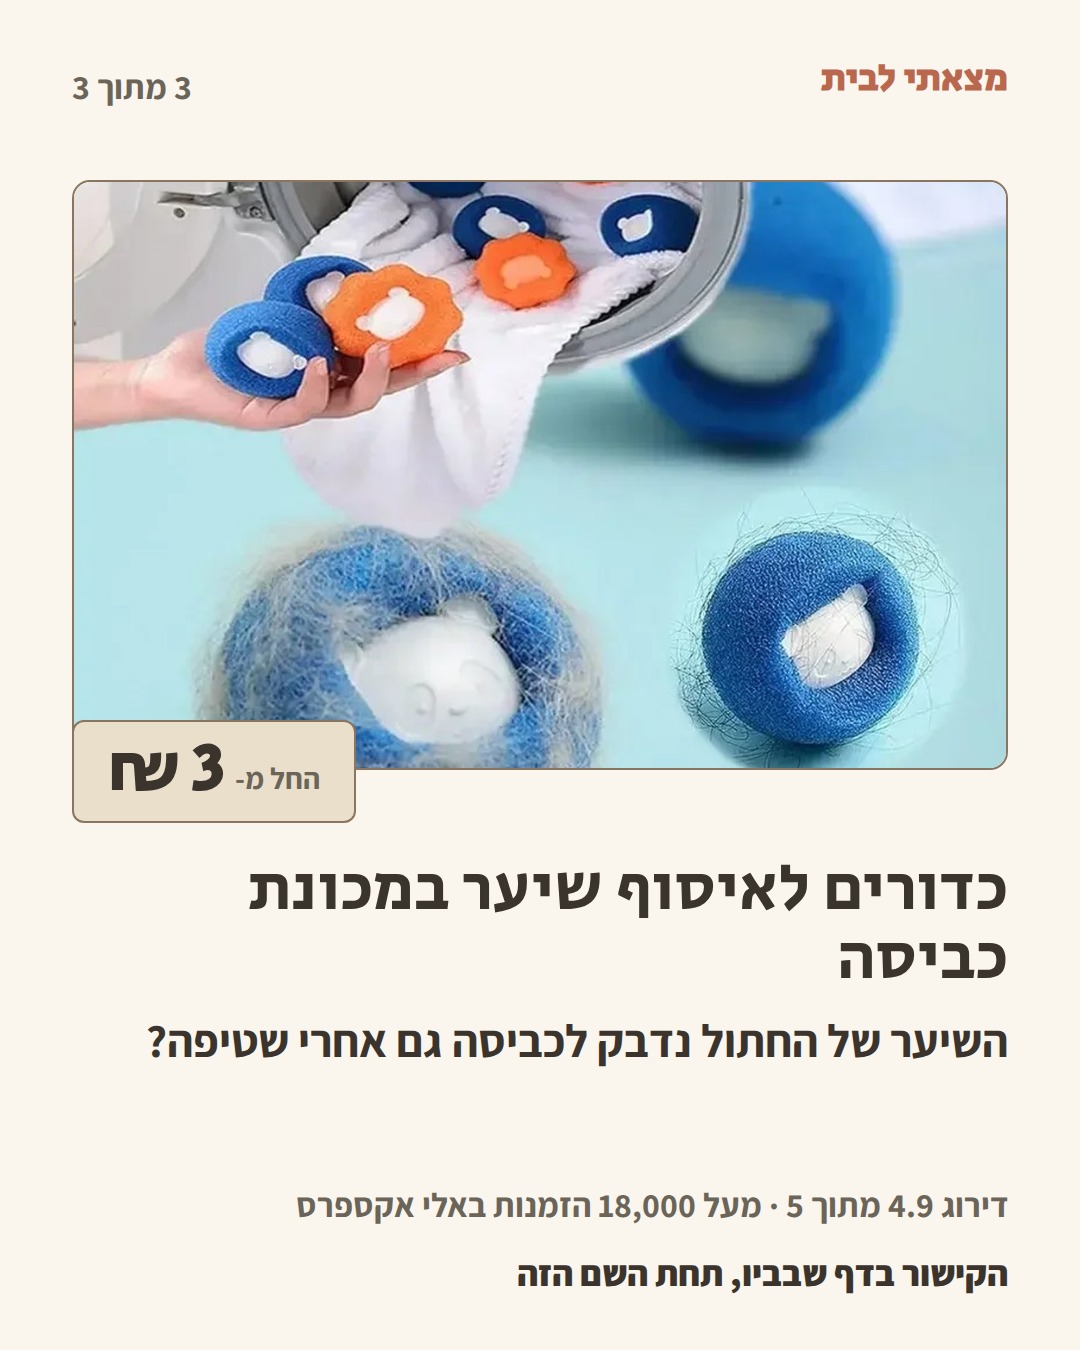 מצאתי לבית
3 מתוך 3
החל מ- 3 ₪
כדורים לאיסוף שיער במכונת
כביסה
השיער של החתול נדבק לכביסה גם אחרי שטיפה?
דירוג 4.9 מתוך 5 · מעל 18,000 הזמנות באלי אקספרס
הקישור בדף שבביו, תחת השם הזה